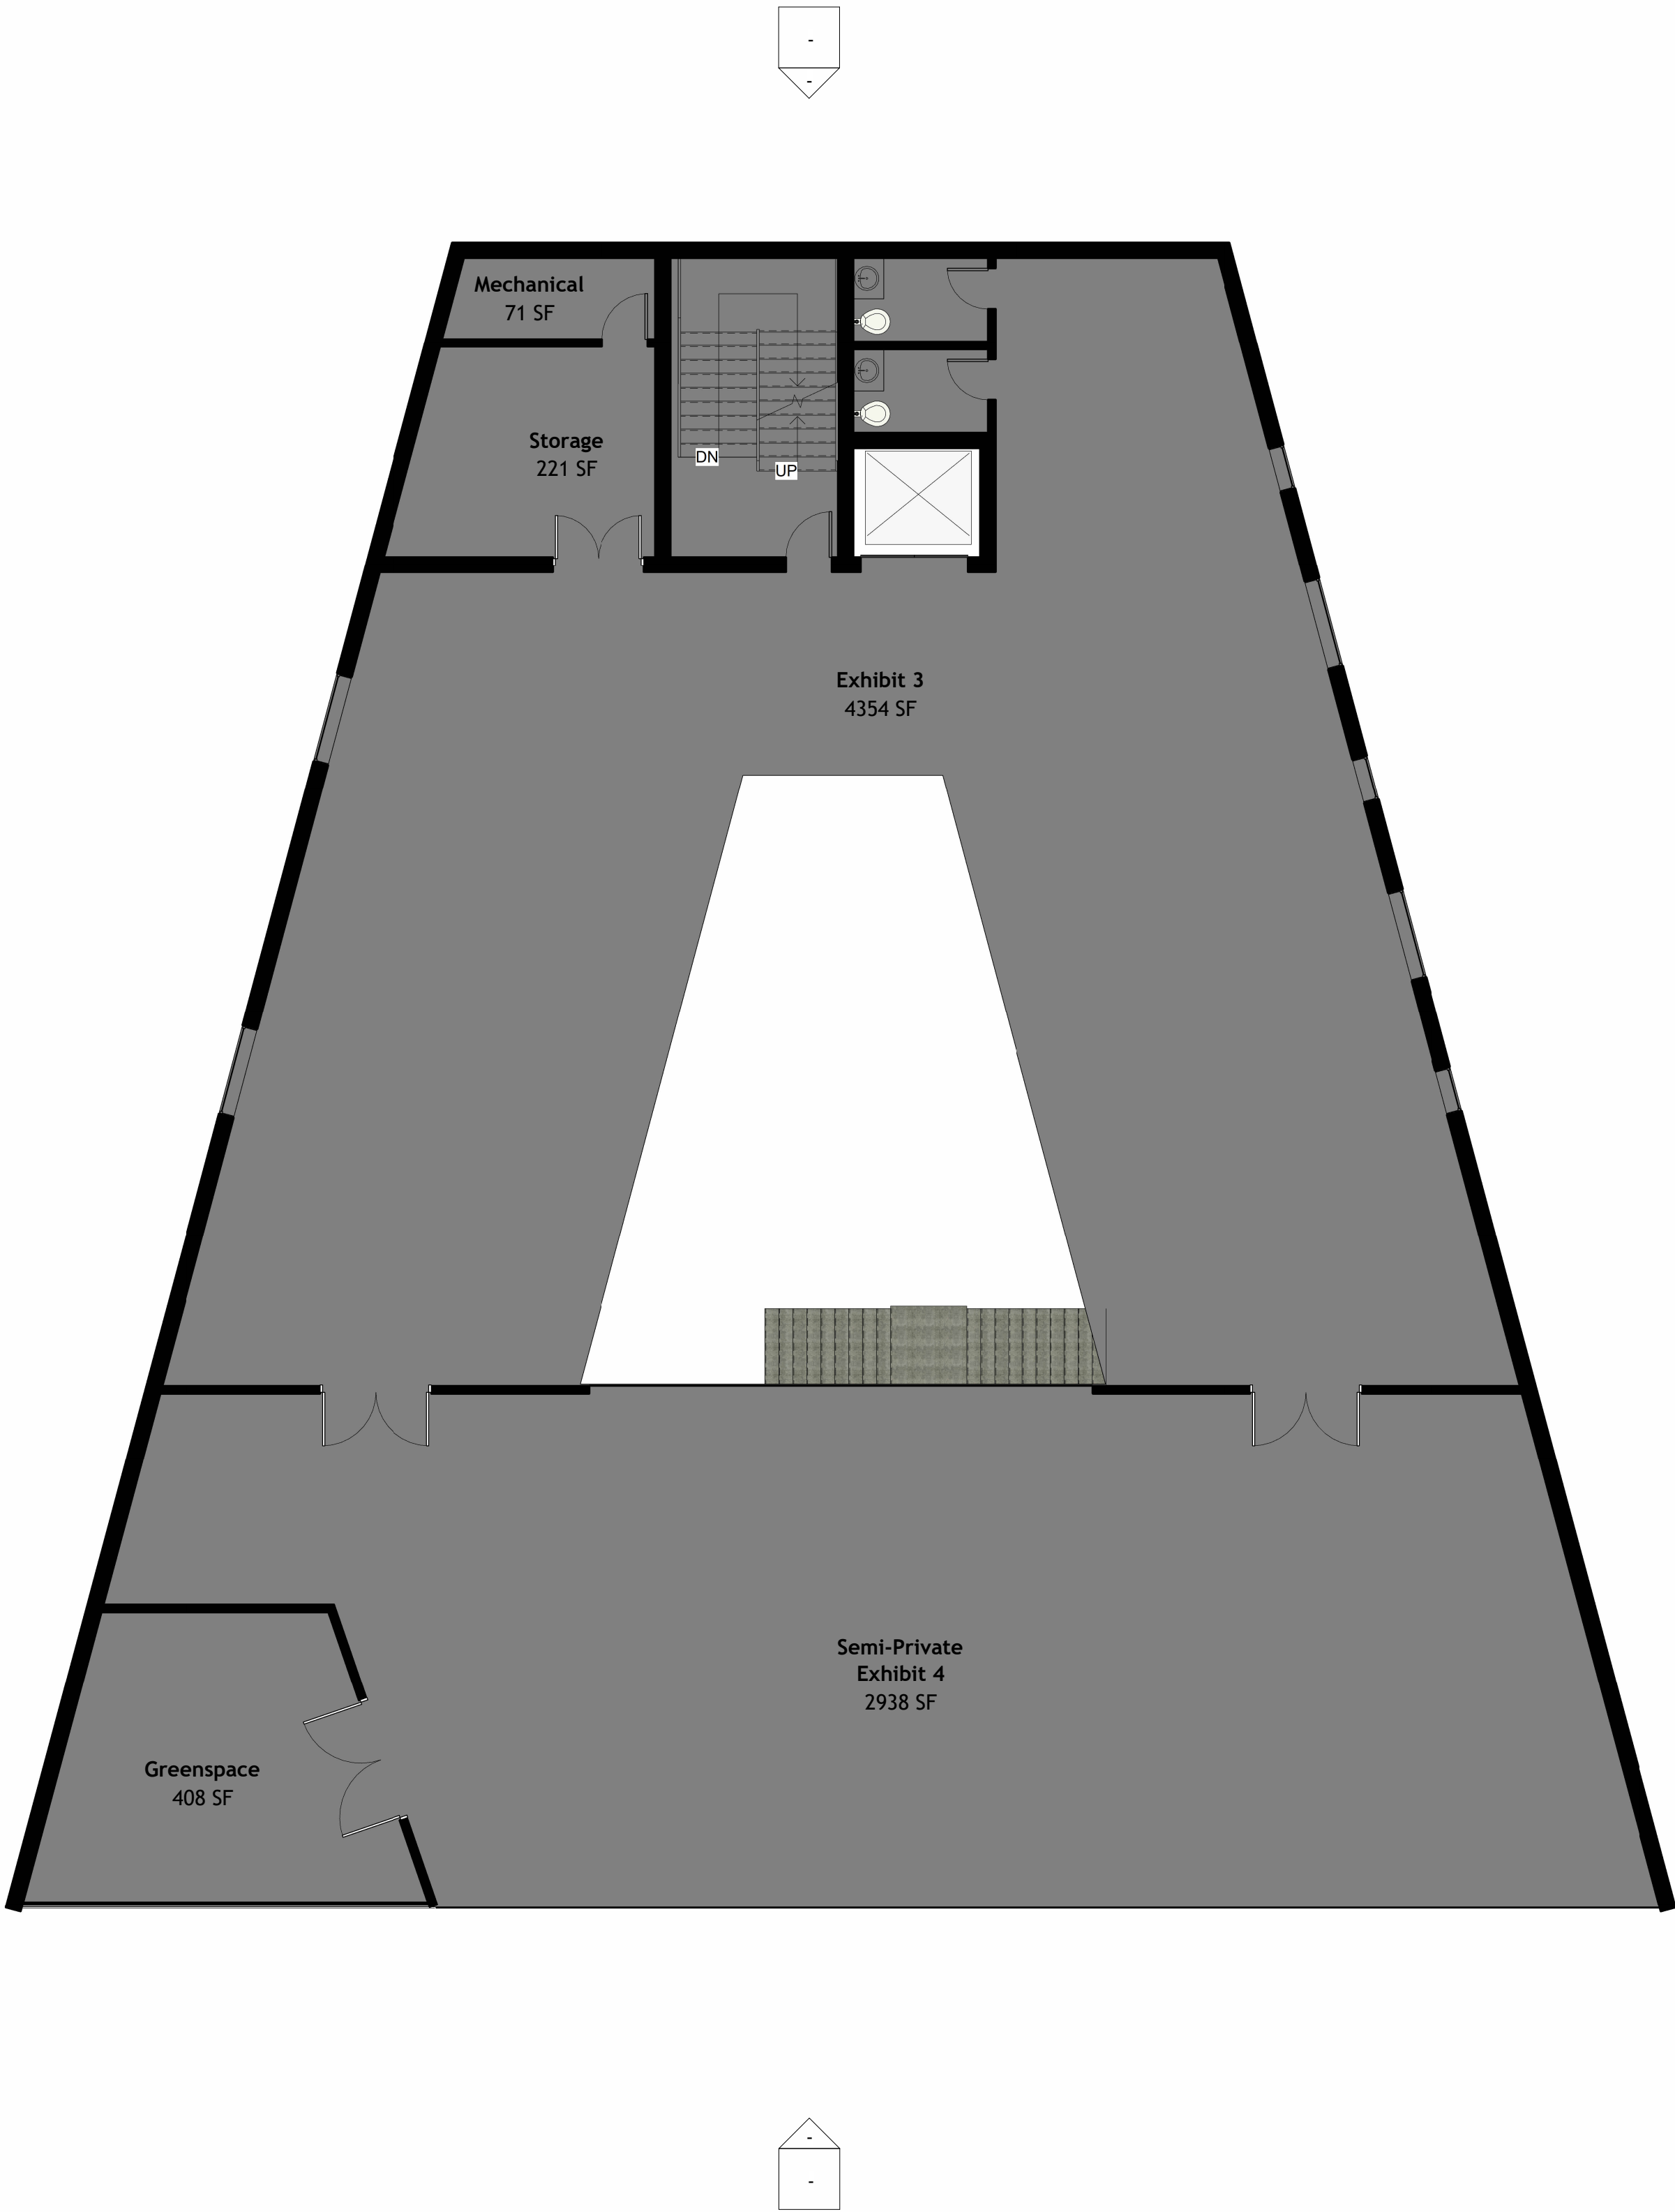 -
-
Mechanical
71 SF
Storage
221 SF
DN
UP
Exhibit 3
4354 SF
Semi-Private
Exhibit 4
2938 SF
Greenspace
408 SF
-
-